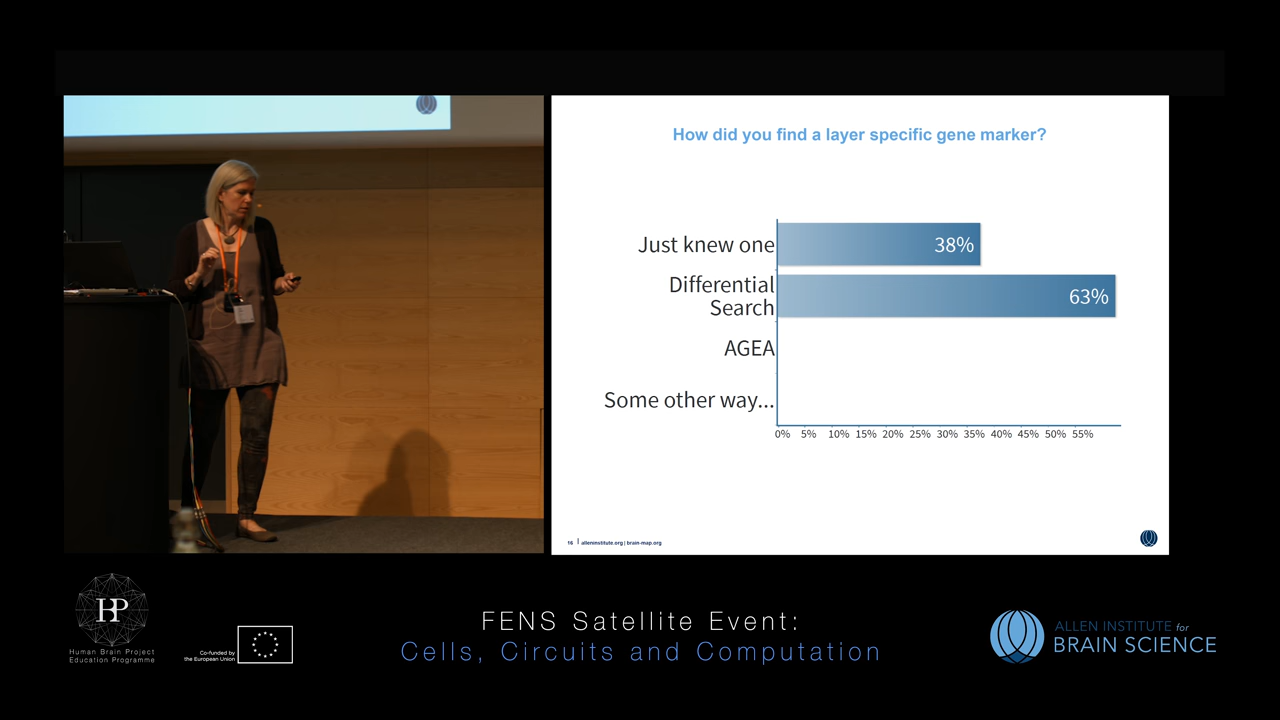 How did you find a layer specific gene marker?
Just knew one
38%
Differential
Search
63%
AGEA
Some other way...
0% 5% 10% 15% 20% 25% 30% 35% 40% 45% 50% 55%
16 | alleninstitute.org | brain-map.org
HP
Human Brain Project
Education Programme
Co-funded by
the European Union
FENS Satellite Event:
Cells, Circuits and Computation
ALLEN INSTITUTE for
BRAIN SCIENCE